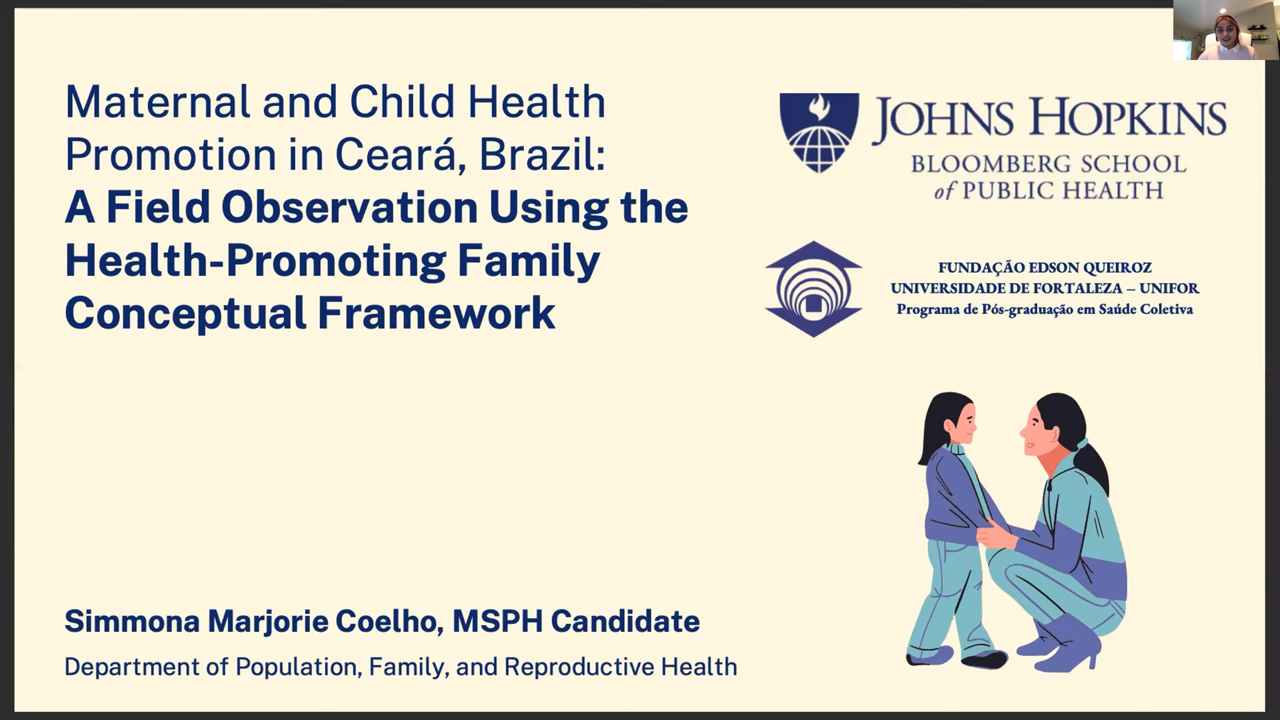 Maternal and Child Health
Promotion in Ceará, Brazil:
A Field Observation Using the
Health-Promoting Family
Conceptual Framework
JOHNS HOPKINS
BLOOMBERG SCHOOL
of PUBLIC HEALTH
FUNDAÇÃO EDSON QUEIROZ
UNIVERSIDADE DE FORTALEZA – UNIFOR
Programa de Pós-graduação em Saúde Coletiva
Simmona Marjorie Coelho, MSPH Candidate
Department of Population, Family, and Reproductive Health